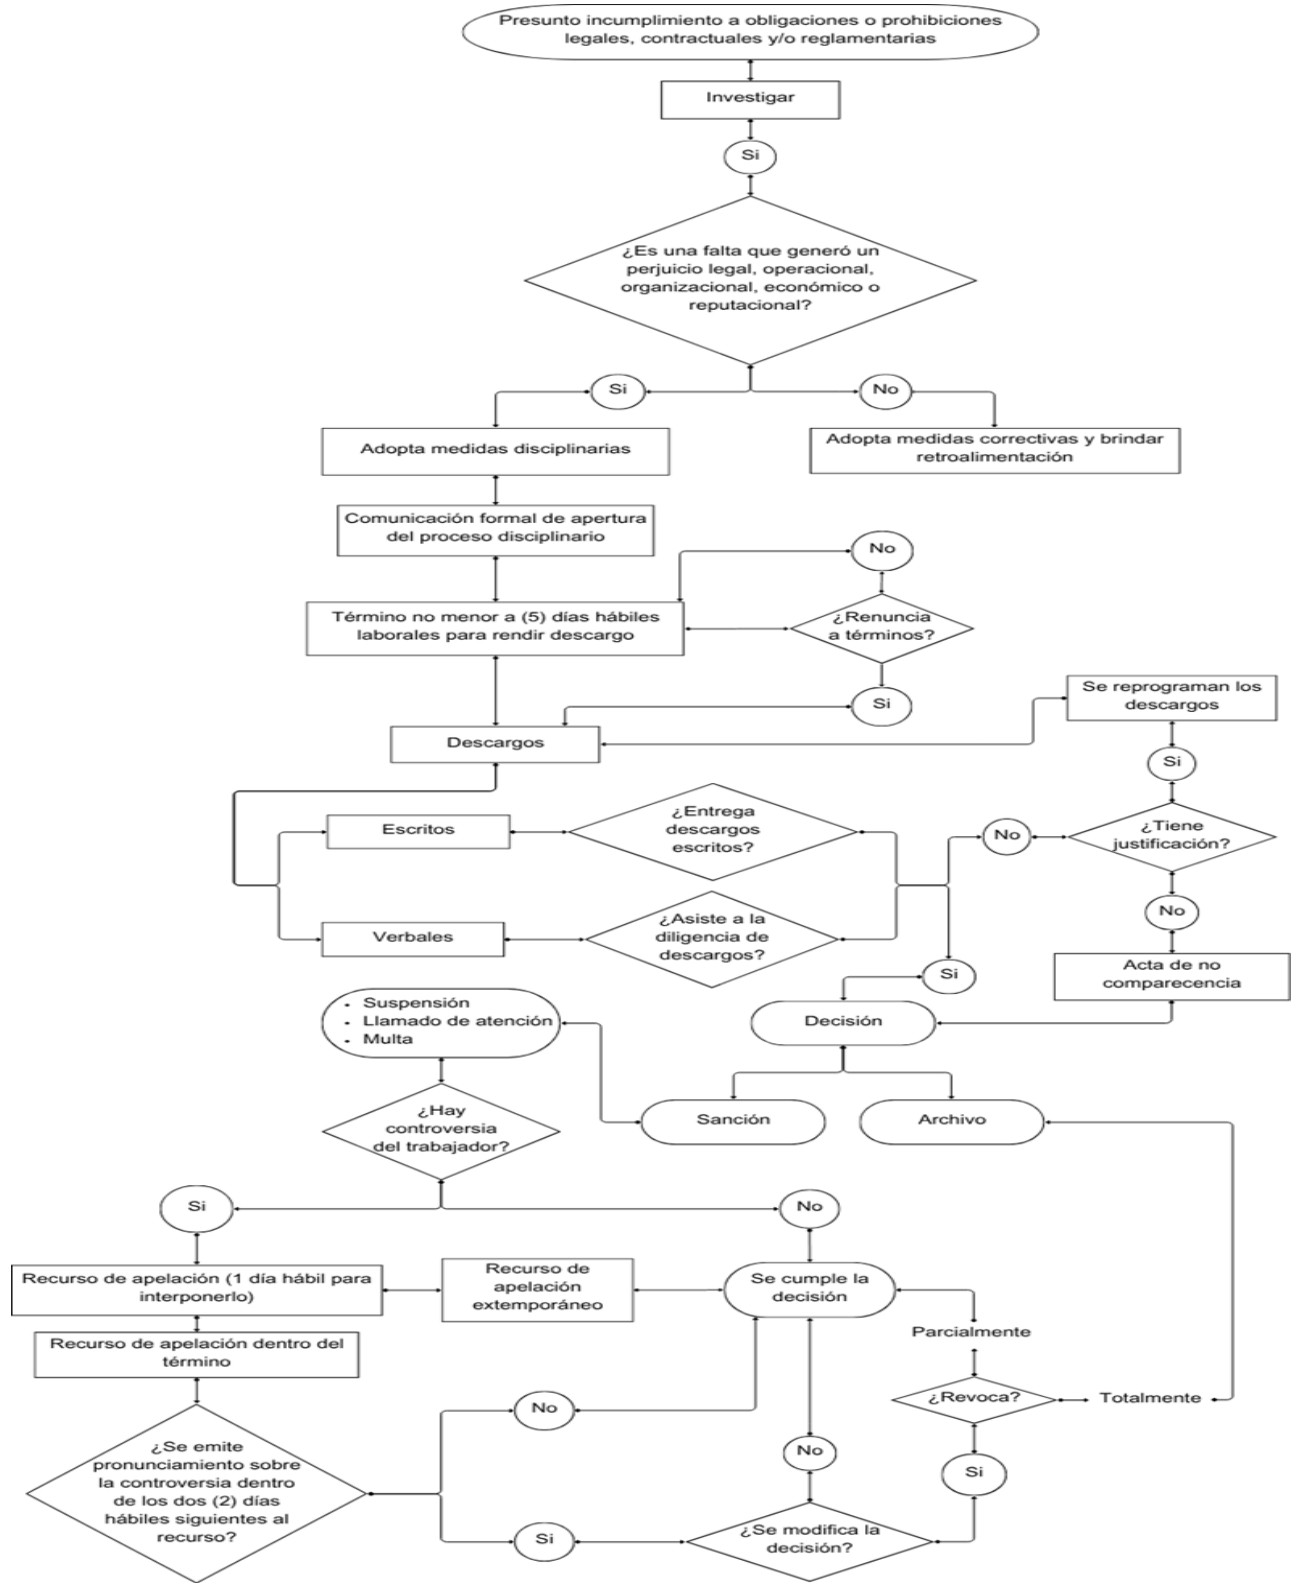 Presunto incumplimiento a obligaciones o prohibiciones
legales, contractuales y/o reglamentarias
Investigar
Si
¿Es una falta que generó un
perjuicio legal, operacional,
organizacional, económico o
reputacional?
Si
No
Adopta medidas disciplinarias
Adopta medidas correctivas y brindar
retroalimentación
Comunicación formal de apertura
del proceso disciplinario
No
Término no menor a (5) días hábiles
laborales para rendir descargo
¿Renuncia
a términos?
Si
Se reprograman los
descargos
Descargos
Si
Escritos
¿Entrega
descargos
escritos?
No
¿Tiene
justificación?
No
Verbales
¿Asiste a la
diligencia de
descargos?
Si
Acta de no
comparecencia
• Suspensión
• Llamado de atención
• Multa
Decisión
Sanción
Archivo
¿Hay
controversia
del trabajador?
Si
No
Recurso de apelación (1 día hábil para
interponerlo)
Recurso de
apelación
extemporáneo
Se cumple la
decisión
Recurso de apelación dentro del
término
Parcialmente
¿Revoca?
Totalmente
No
¿Se emite
pronunciamiento sobre
la controversia dentro
de los dos (2) días
hábiles siguientes al
recurso?
No
Si
Si
¿Se modifica la
decisión?